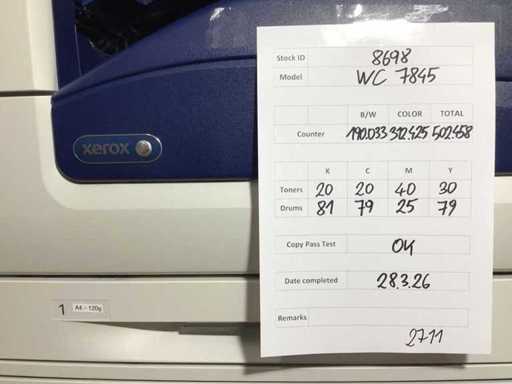 xerox
1 A4 - 120g
Stock ID 8698
Model WC 7845
B/W COLOR TOTAL
Counter 190.033 312.425 502.458
K C M Y
Toners 20 20 40 30
Drums 81 79 25 79
Copy Pass Test OK
Date completed 28.3.26
Remarks
2711